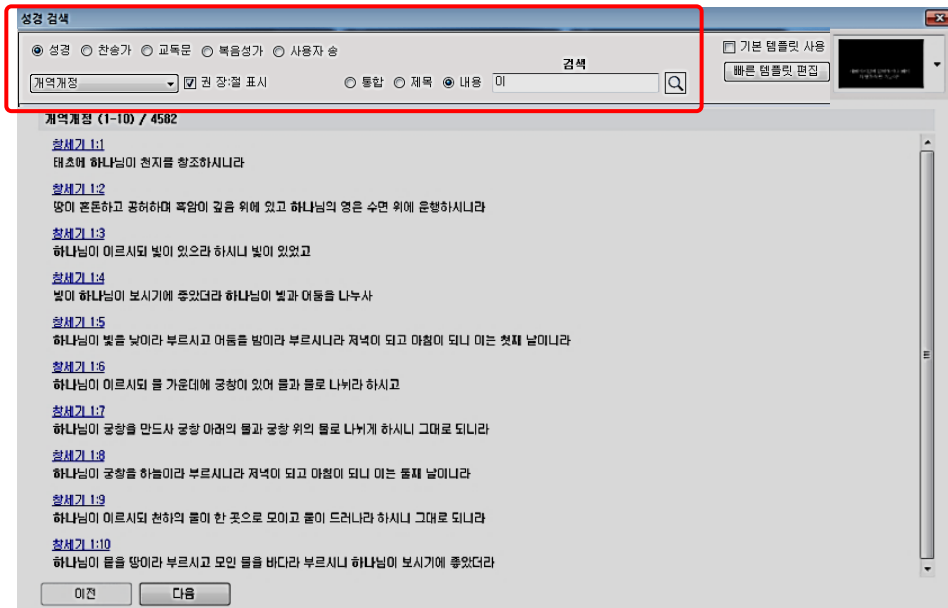 성경 검색
성경 찬송가 교독문 복음성가 사용자 송
기본 템플릿 사용
검색
개역개정 권 장:절 표시 통합 제목 내용 이
빠른 템플릿 편집
개역개정 (1-10) / 4582
창세기 1:1
태초에 하나님이 천지를 창조하시니라
창세기 1:2
땅이 혼돈하고 공허하며 흑암이 깊음 위에 있고 하나님의 영은 수면 위에 운행하시니라
창세기 1:3
하나님이 이르시되 빛이 있으라 하시니 빛이 있었고
창세기 1:4
빛이 하나님이 보시기에 좋았더라 하나님이 빛과 어둠을 나누사
창세기 1:5
하나님이 빛을 낮이라 부르시고 어둠을 밤이라 부르시니라 저녁이 되고 아침이 되니 이는 첫째 날이니라
창세기 1:6
하나님이 이르시되 물 가운데에 궁창이 있어 물과 물로 나뉘라 하시고
창세기 1:7
하나님이 궁창을 만드사 궁창 아래의 물과 궁창 위의 물로 나뉘게 하시니 그대로 되니라
창세기 1:8
하나님이 궁창을 하늘이라 부르시니라 저녁이 되고 아침이 되니 이는 둘째 날이니라
창세기 1:9
하나님이 이르시되 천하의 물이 한 곳으로 모이고 뭍이 드러나라 하시니 그대로 되니라
창세기 1:10
하나님이 뭍을 땅이라 부르시고 모인 물을 바다라 부르시니 하나님이 보시기에 좋았더라
이전 다음